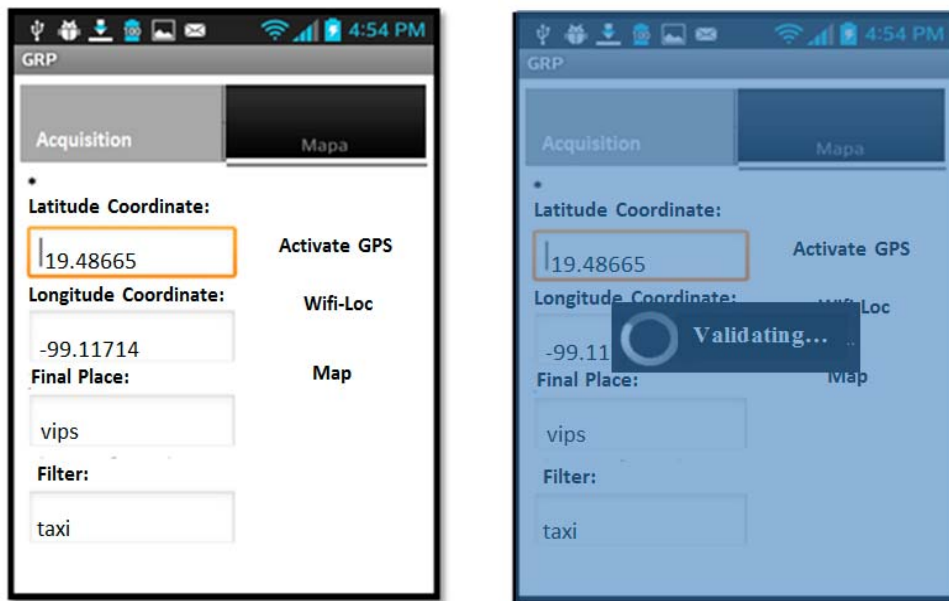 4:54 PM
GRP
Acquisition
Mapa
Latitude Coordinate:
19.48665
Activate GPS
Longitude Coordinate:
Wifi-Loc
-99.11714
Final Place:
Map
vips
Filter:
taxi
4:54 PM
GRP
Acquisition
Mapa
Latitude Coordinate:
19.48665
Activate GPS
Longitude Coordinate:
Loc
Validating...
-99.11
Final Place:
Map
vips
Filter:
taxi